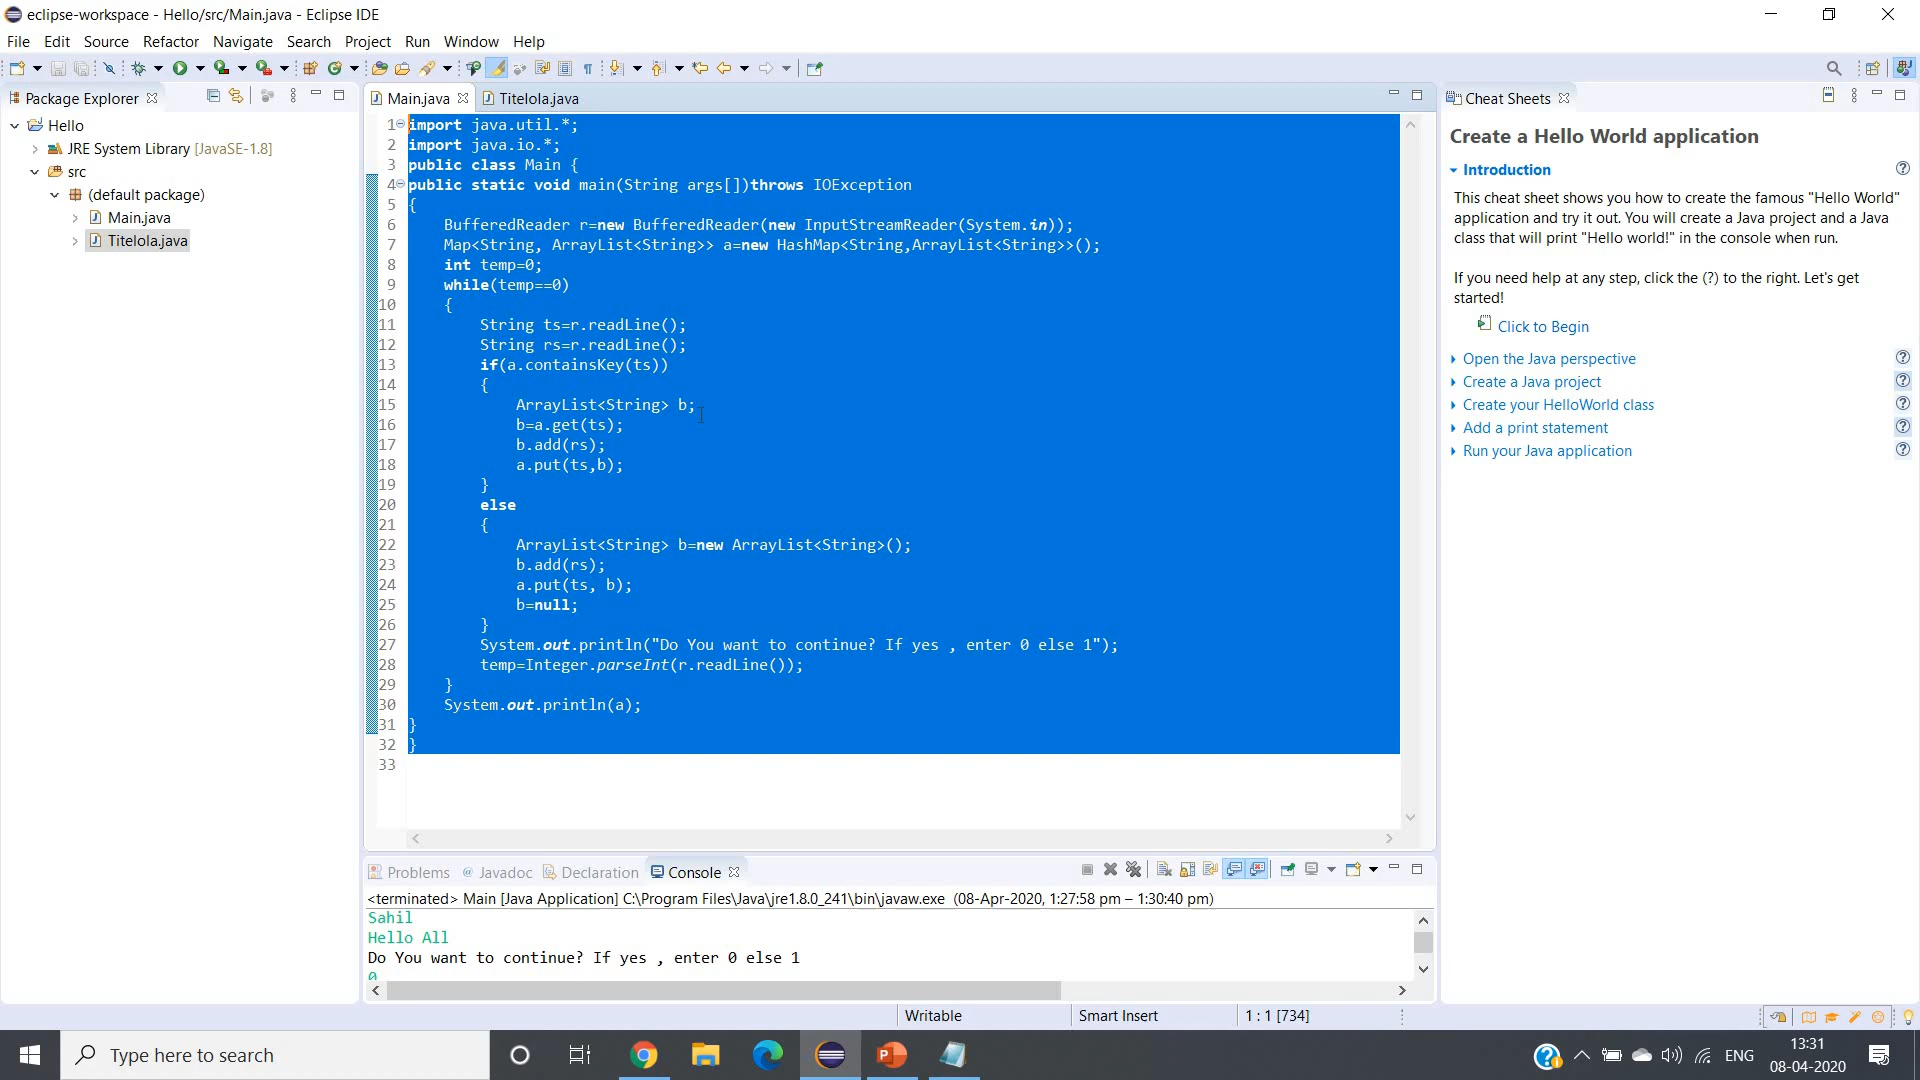 eclipse-workspace - Hello/src/Main.java - Eclipse IDE
File Edit Source Refactor Navigate Search Project Run Window Help
Package Explorer
Hello
JRE System Library [JavaSE-1.8]
src
(default package)
Main.java
Titelola.java
Main.java Titelola.java
1 import java.util.*;
2 import java.io.*;
3 public class Main {
4 public static void main(String args[])throws IOException
5 {
6 BufferedReader r=new BufferedReader(new InputStreamReader(System.in));
7 Map<String, ArrayList<String>> a=new HashMap<String,ArrayList<String>>();
8 int temp=0;
9 while(temp==0)
10 {
11 String ts=r.readLine();
12 String rs=r.readLine();
13 if(a.containsKey(ts))
14 {
15 ArrayList<String> b;
16 b=a.get(ts);
17 b.add(rs);
18 a.put(ts,b);
19 }
20 else
21 {
22 ArrayList<String> b=new ArrayList<String>();
23 b.add(rs);
24 a.put(ts, b);
25 b=null;
26 }
27 System.out.println("Do You want to continue? If yes , enter 0 else 1");
28 temp=Integer.parseInt(r.readLine());
29 }
30 System.out.println(a);
31 }
32 }
33
Problems @ Javadoc Declaration Console
<terminated> Main [Java Application] C:\Program Files\Java\jre1.8.0_241\bin\javaw.exe (08-Apr-2020, 1:27:58 pm – 1:30:40 pm)
Sahil
Hello All
Do You want to continue? If yes , enter 0 else 1
0
Cheat Sheets
Create a Hello World application
Introduction
This cheat sheet shows you how to create the famous "Hello World"
application and try it out. You will create a Java project and a Java
class that will print "Hello world!" in the console when run.
If you need help at any step, click the (?) to the right. Let's get
started!
Click to Begin
Open the Java perspective
Create a Java project
Create your HelloWorld class
Add a print statement
Run your Java application
Writable Smart Insert 1 : 1 [734]
Type here to search
ENG
13:31
08-04-2020